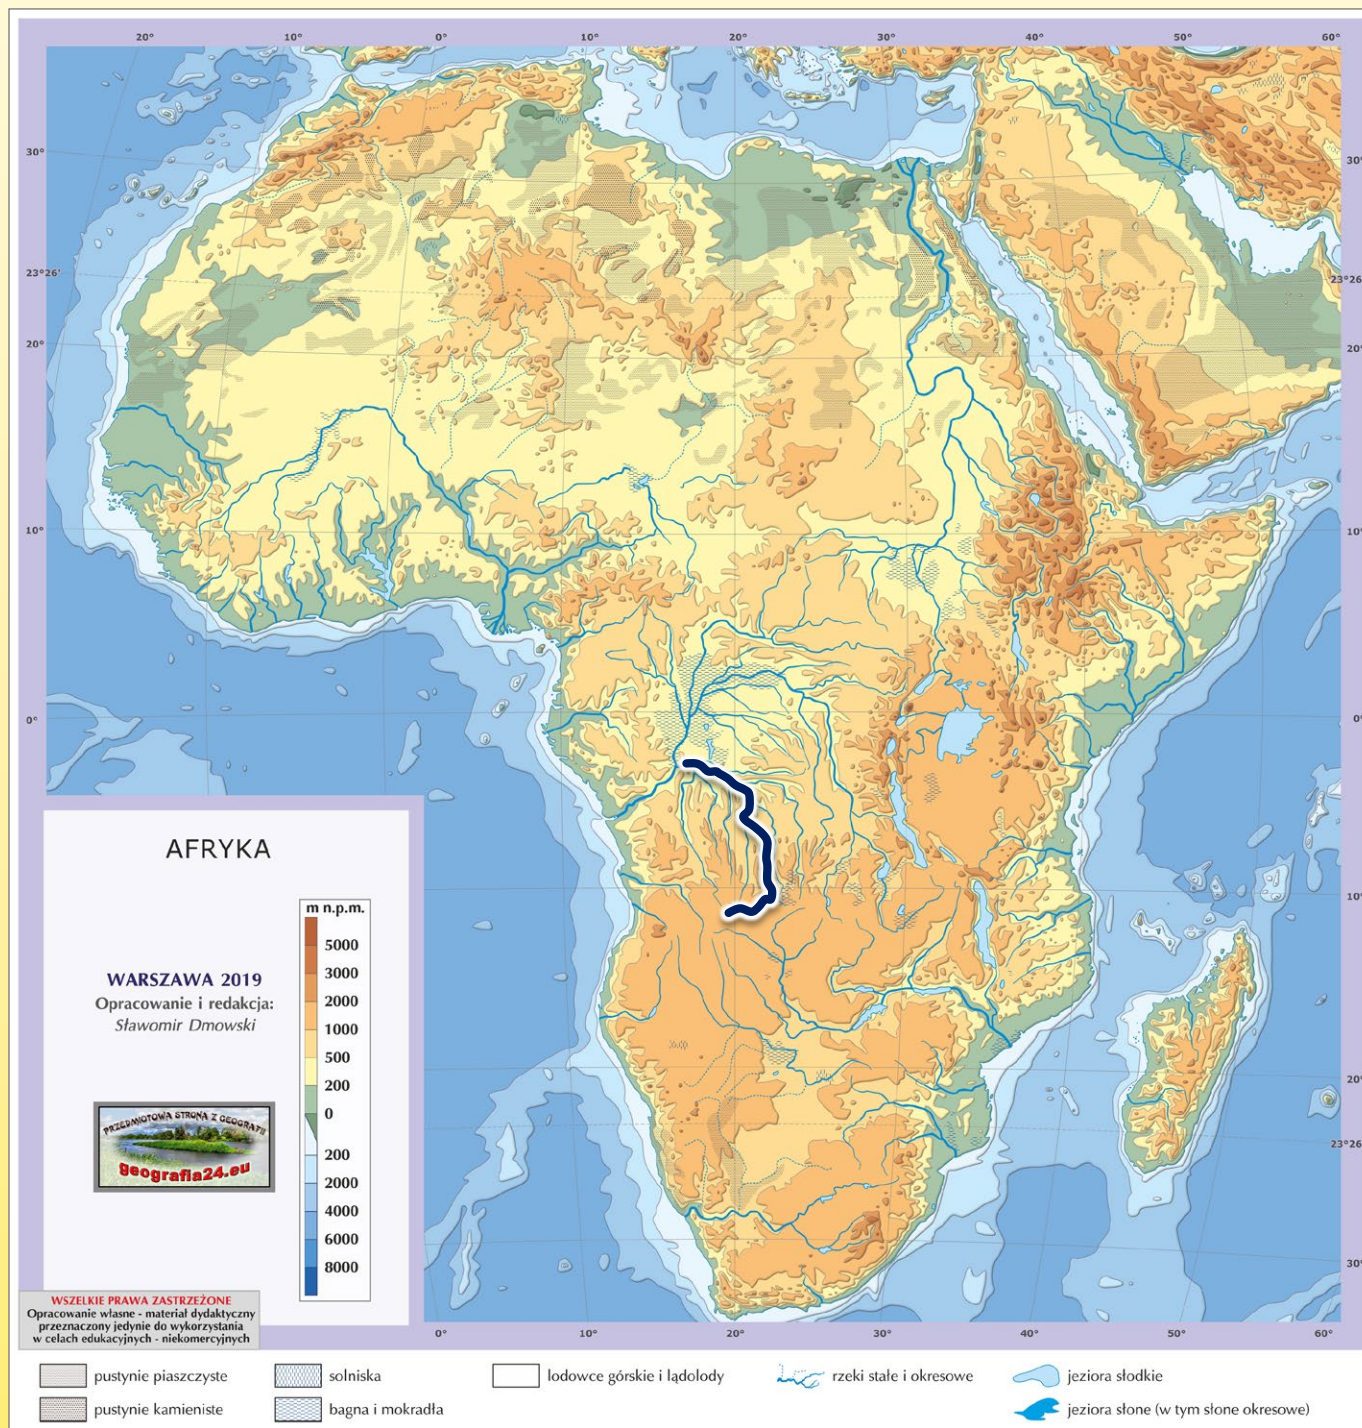 20° 10° 0° 10° 20° 30° 40° 50° 60°
30° 30°
23°26' 23°26
20° 20°
10° 10°
0° 0°
10°
20°
23°26
30°
AFRYKA
WARSZAWA 2019
Opracowanie i redakcja:
Sławomir Dmowski
PRZEDMIOTOWA STRONA Z GEOGRAFII
geografia24.eu
m n.p.m.
5000
3000
2000
1000
500
200
0
200
2000
4000
6000
8000
WSZELKIE PRAWA ZASTRZEŻONE
Opracowanie własne - materiał dydaktyczny
przeznaczony jedynie do wykorzystania
w celach edukacyjnych - niekomercyjnych
0° 10° 20° 30° 40° 50° 60°
pustynie piaszczyste
solniska
lodowce górskie i lądolody
rzeki stałe i okresowe
jeziora słodkie
pustynie kamieniste
bagna i mokradła
jeziora słone (w tym słone okresowe)